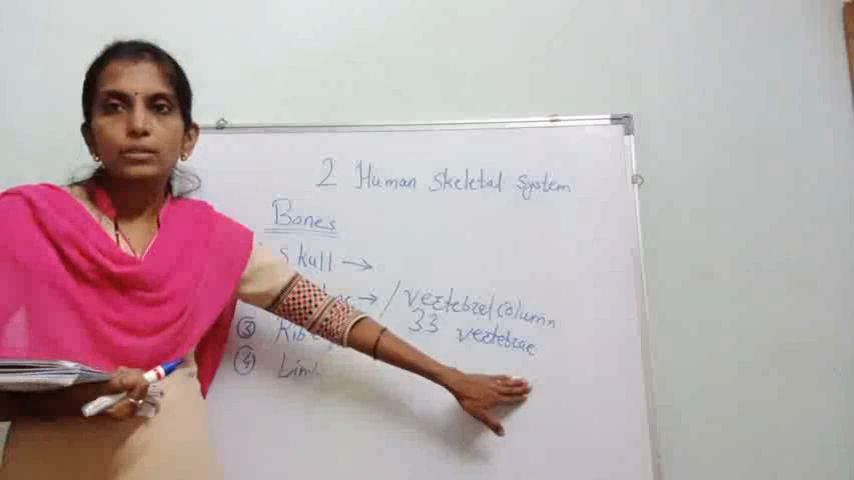 2 Human Skeletal System
Bones
Skull →
→ / vertebral column
33 vertebrae
③ Rib
④ Lim